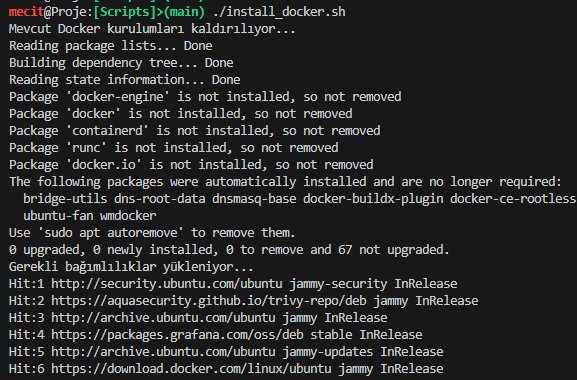 mecit@Proje:[Scripts]>(main) ./install_docker.sh
Mevcut Docker kurulumları kaldırılıyor...
Reading package lists... Done
Building dependency tree... Done
Reading state information... Done
Package 'docker-engine' is not installed, so not removed
Package 'docker' is not installed, so not removed
Package 'containerd' is not installed, so not removed
Package 'runc' is not installed, so not removed
Package 'docker.io' is not installed, so not removed
The following packages were automatically installed and are no longer required:
  bridge-utils dns-root-data dnsmasq-base docker-buildx-plugin docker-ce-rootless
  ubuntu-fan wmdocker
Use 'sudo apt autoremove' to remove them.
0 upgraded, 0 newly installed, 0 to remove and 67 not upgraded.
Gerekli bağımlılıklar yükleniyor...
Hit:1 http://security.ubuntu.com/ubuntu jammy-security InRelease
Hit:2 https://aquasecurity.github.io/trivy-repo/deb jammy InRelease
Hit:3 http://archive.ubuntu.com/ubuntu jammy InRelease
Hit:4 https://packages.grafana.com/oss/deb stable InRelease
Hit:5 http://archive.ubuntu.com/ubuntu jammy-updates InRelease
Hit:6 https://download.docker.com/linux/ubuntu jammy InRelease